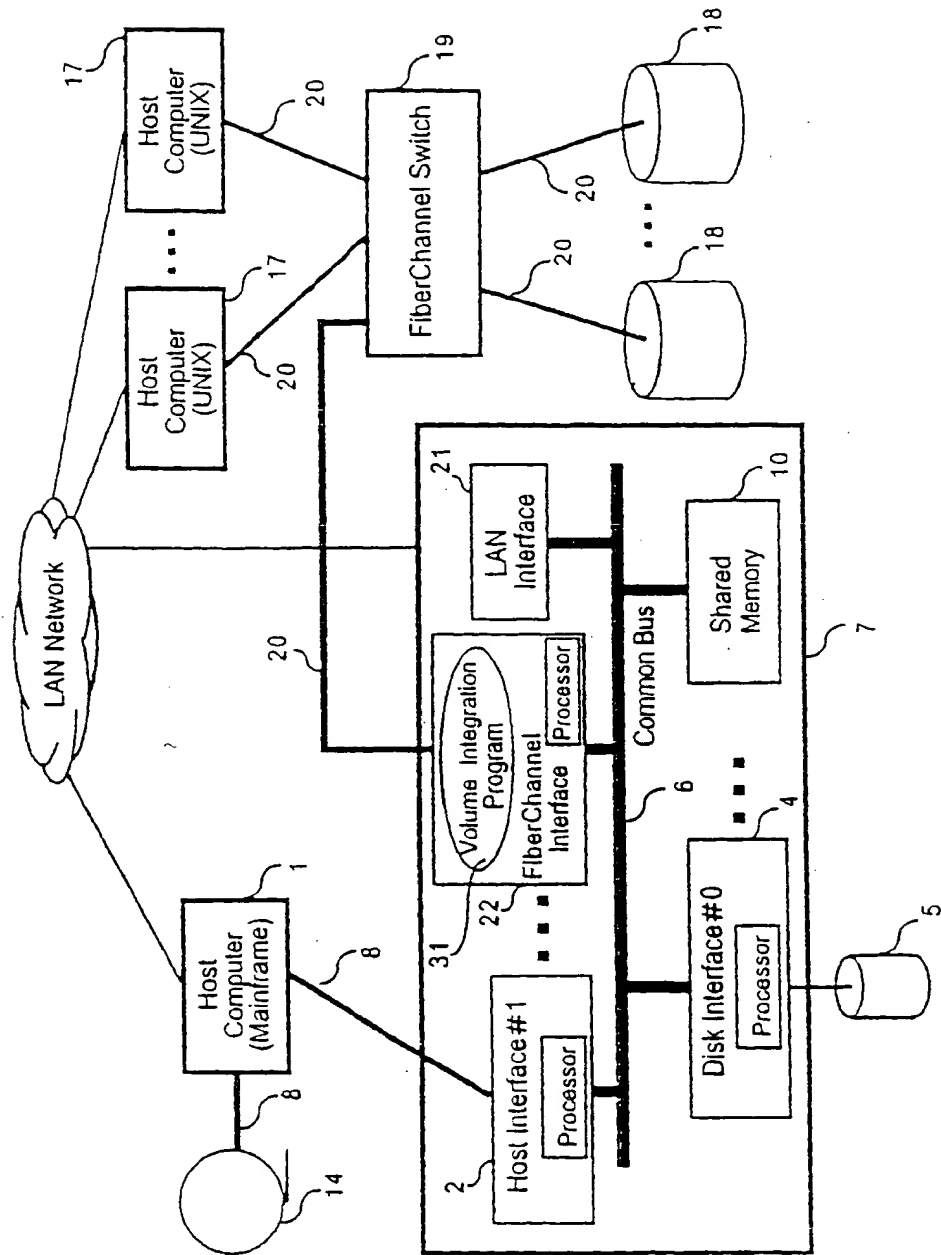 LAN Network
14
8
Host
Computer
(Mainframe)
1
8
20
Host
Computer
(UNIX)
17
20
Host
Computer
(UNIX)
17
20
FiberChannel Switch
19
20
20
18
18
2
Host Interface#1
Processor
31
Volume Integration
Program
Processor
FiberChannel
Interface
22
LAN
Interface
21
6
Common Bus
Disk Interface#0
Processor
4
5
Shared
Memory
10
7